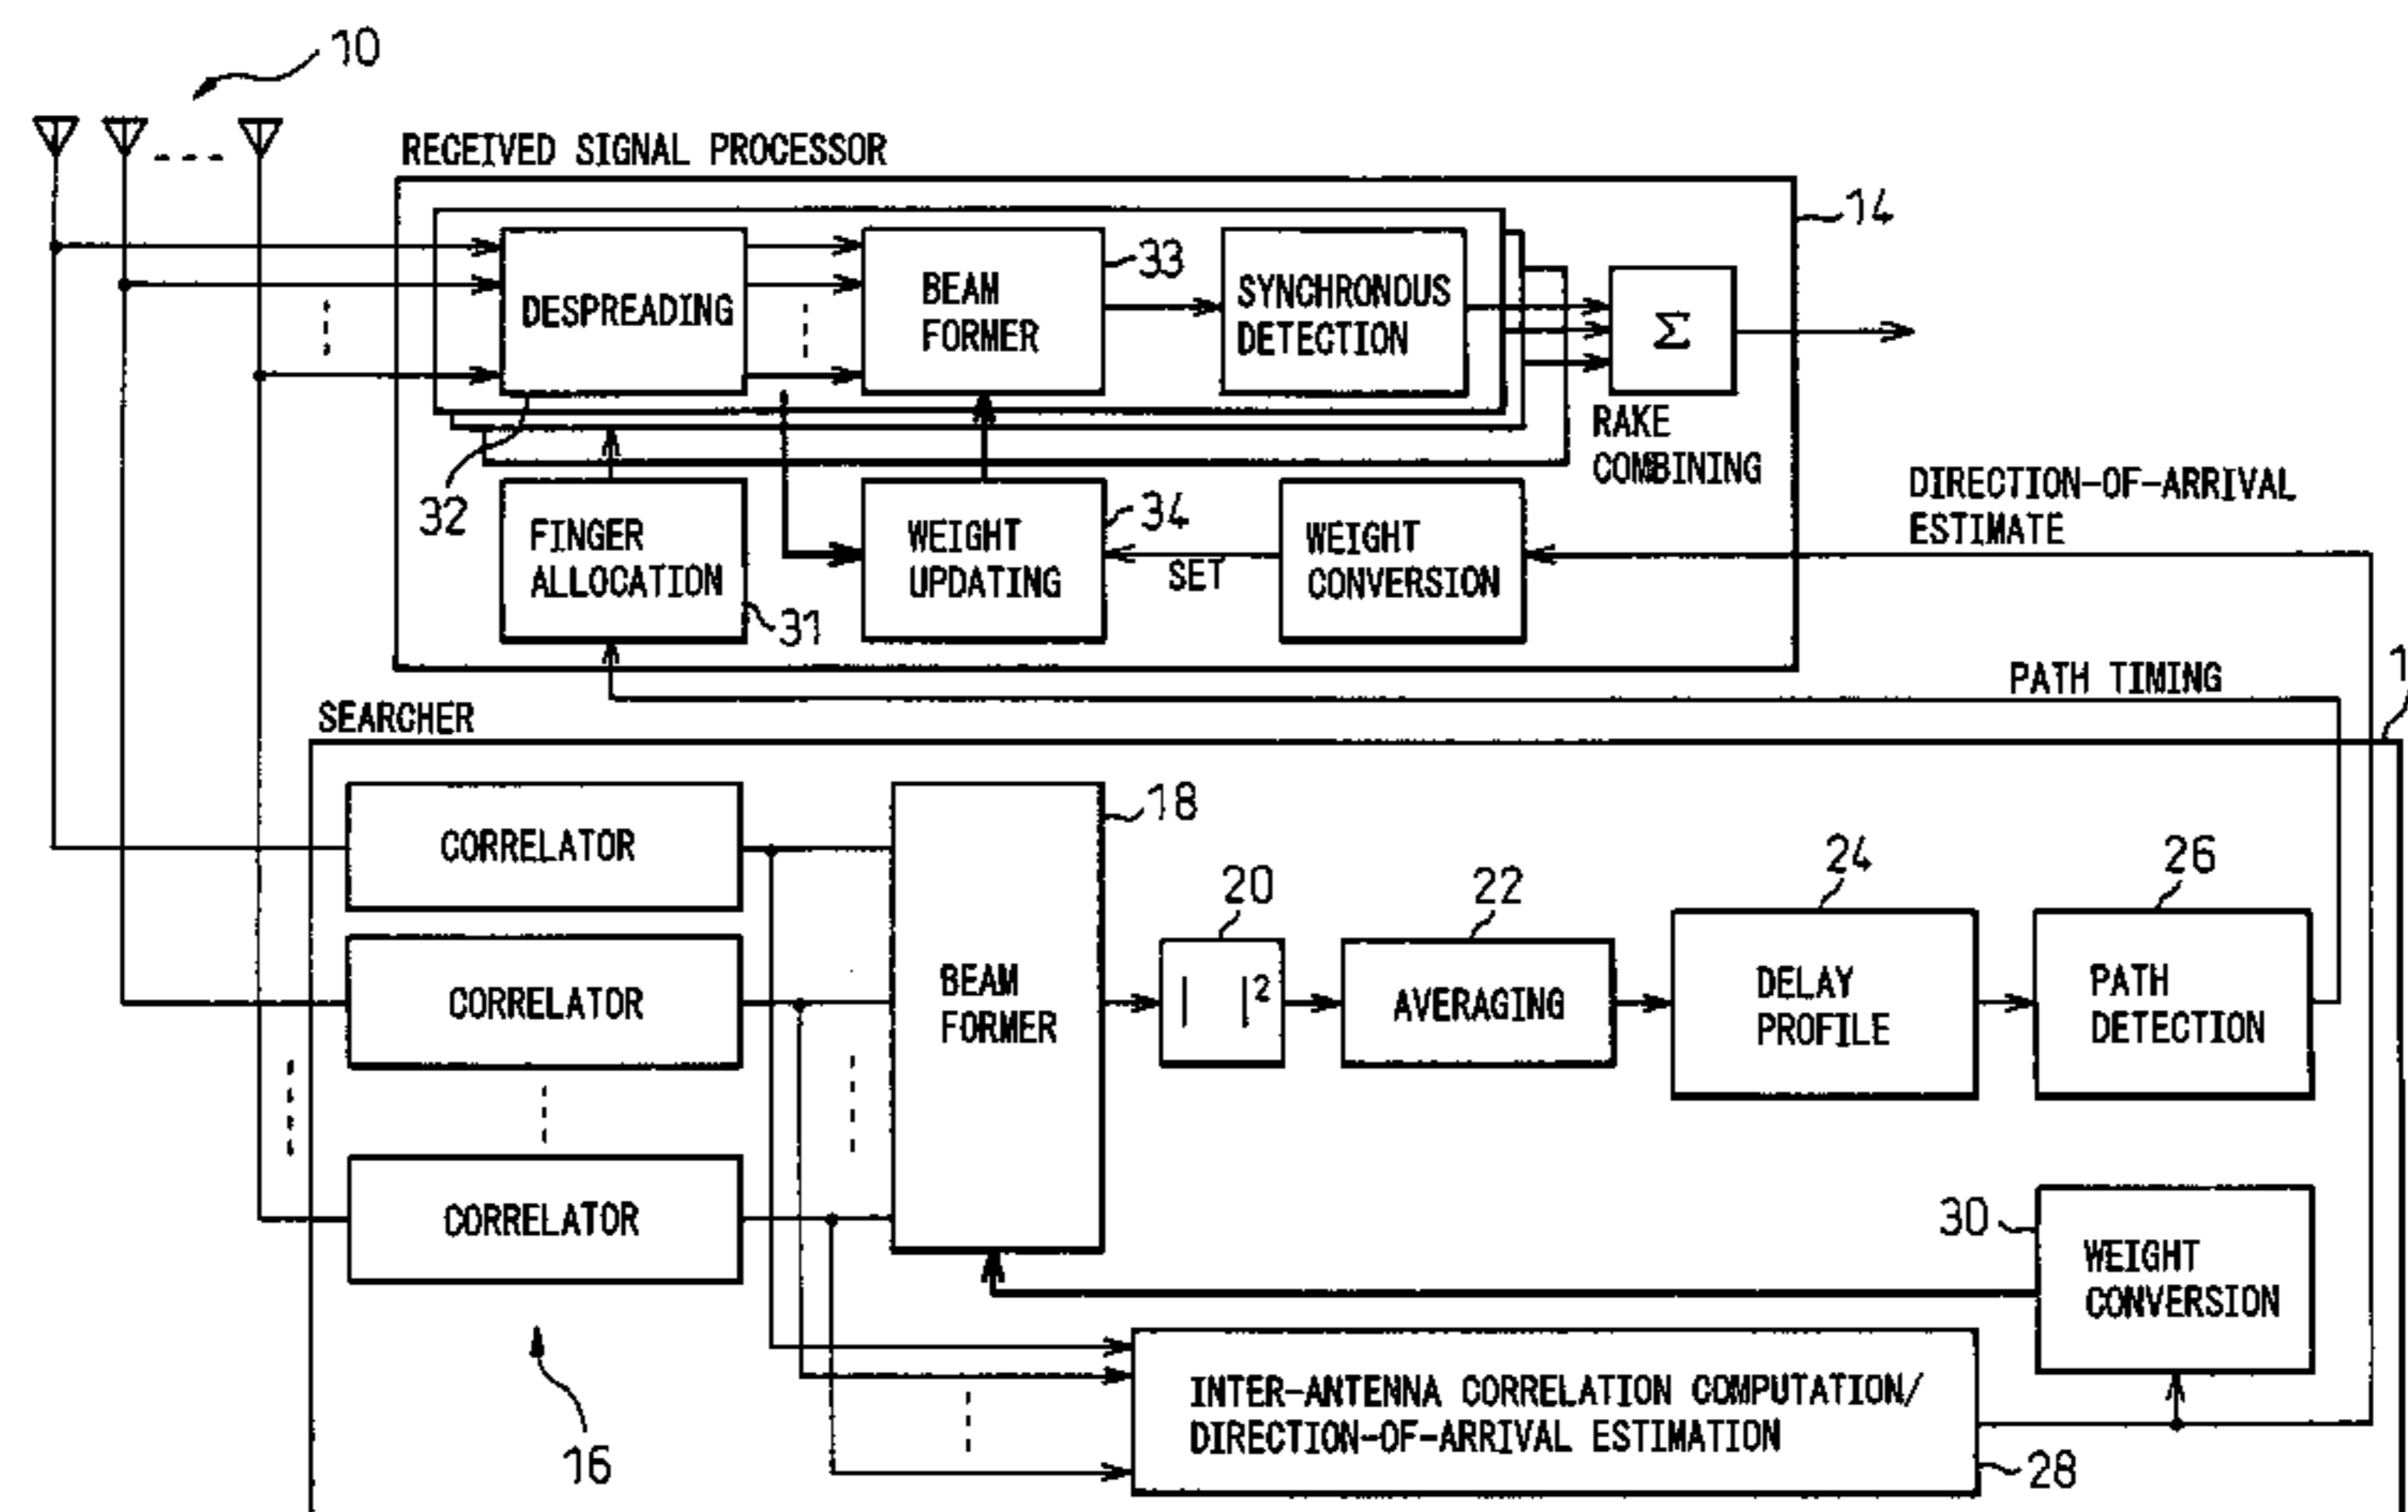 10
RECEIVED SIGNAL PROCESSOR
14
DESPREADING
BEAM
FORMER
33
SYNCHRONOUS
DETECTION
Σ
RAKE
COMBINING
32
FINGER
ALLOCATION
31
WEIGHT
UPDATING
34
SET
WEIGHT
CONVERSION
DIRECTION-OF-ARRIVAL
ESTIMATE
PATH TIMING
1
SEARCHER
CORRELATOR
CORRELATOR
CORRELATOR
16
BEAM
FORMER
18
20
| |2
22
AVERAGING
24
DELAY
PROFILE
26
PATH
DETECTION
30
WEIGHT
CONVERSION
INTER-ANTENNA CORRELATION COMPUTATION/
DIRECTION-OF-ARRIVAL ESTIMATION
28